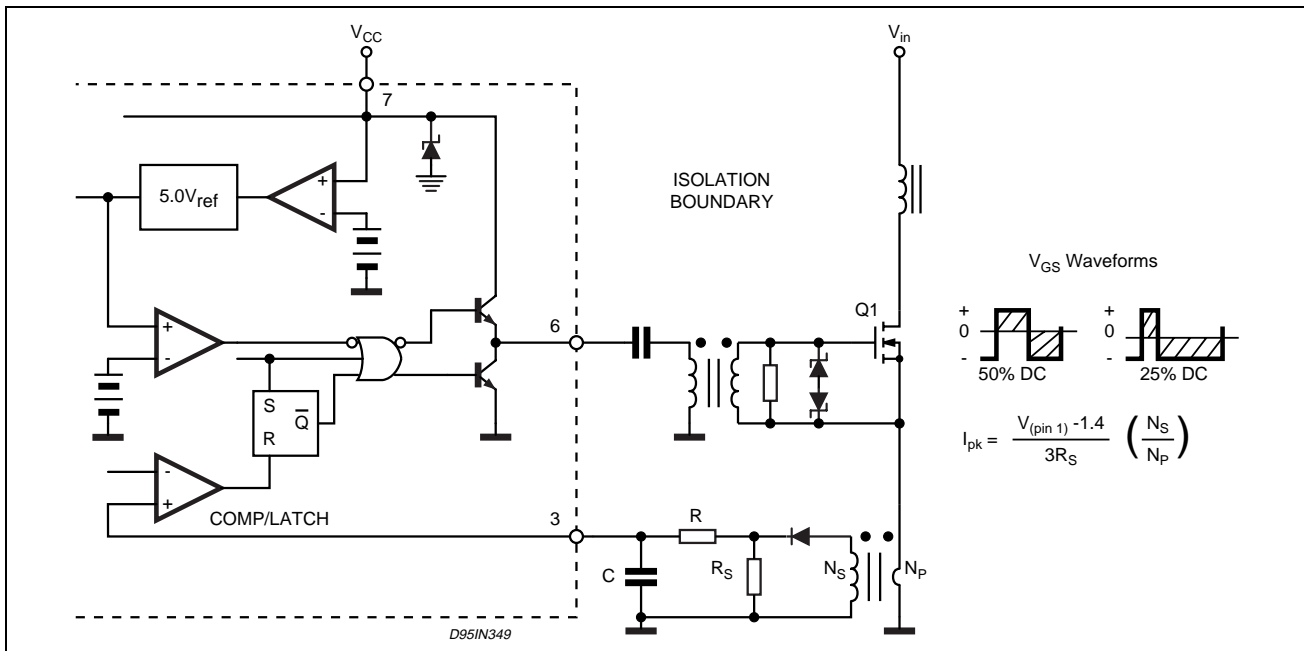 VCC
Vin
7
ISOLATION
BOUNDARY
5.0Vref
+
-
VGS Waveforms
Q1
+
0
-
50% DC
+
0
-
25% DC
6
+
-
S
R
Q̅
Ipk = V(pin 1) -1.4 / 3RS (NS / NP)
-
+
COMP/LATCH
3
R
C
RS
NS
NP
D95IN349